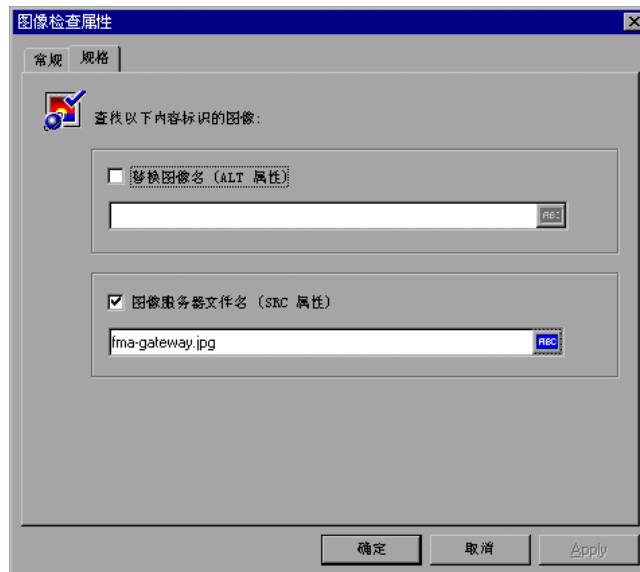 图像检查属性
常规 规格
查找以下内容标识的图像:
替换图像名 (ALT 属性)
ABC
图像服务器文件名 (SRC 属性)
fma-gateway.jpg ABC
确定 取消 Apply